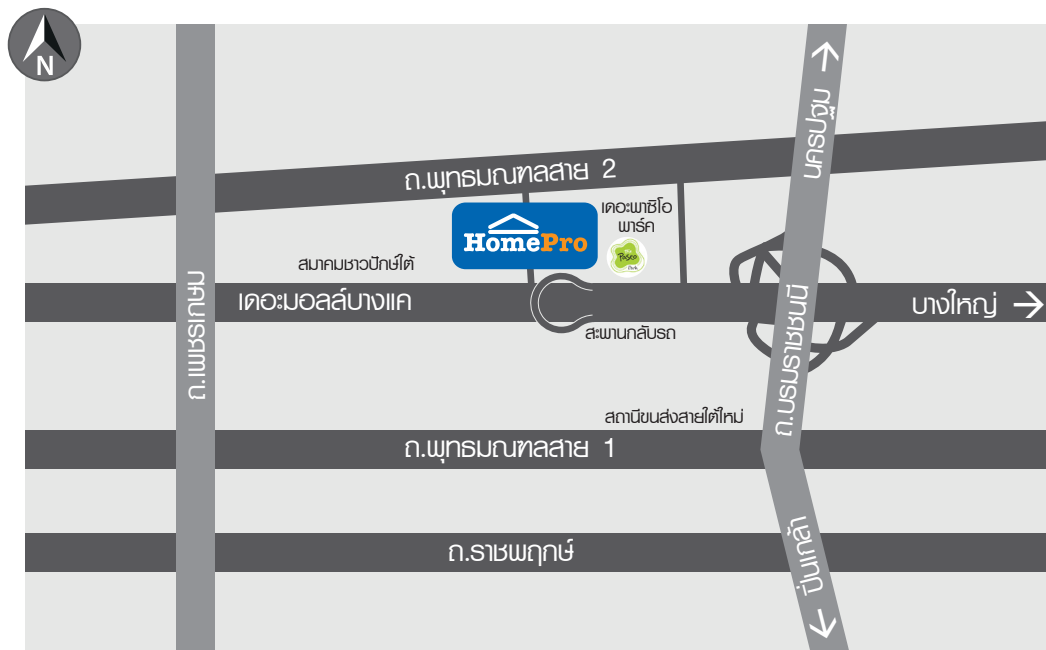 N
นครปฐม
ถ.พุทธมณฑลสาย 2
HomePro
เดอะพาซิโอ
พาร์ค
Paseo
Park
สมาคมชาวปักษ์ใต้
ถ.เพชรเกษม
เดอะมอลล์บางแค
บางใหญ่
สะพานกลับรถ
ถ.บรมราชชนนี
สถานีขนส่งสายใต้ใหม่
ถ.พุทธมณฑลสาย 1
ถ.ราชพฤกษ์
ปิ่นเกล้า